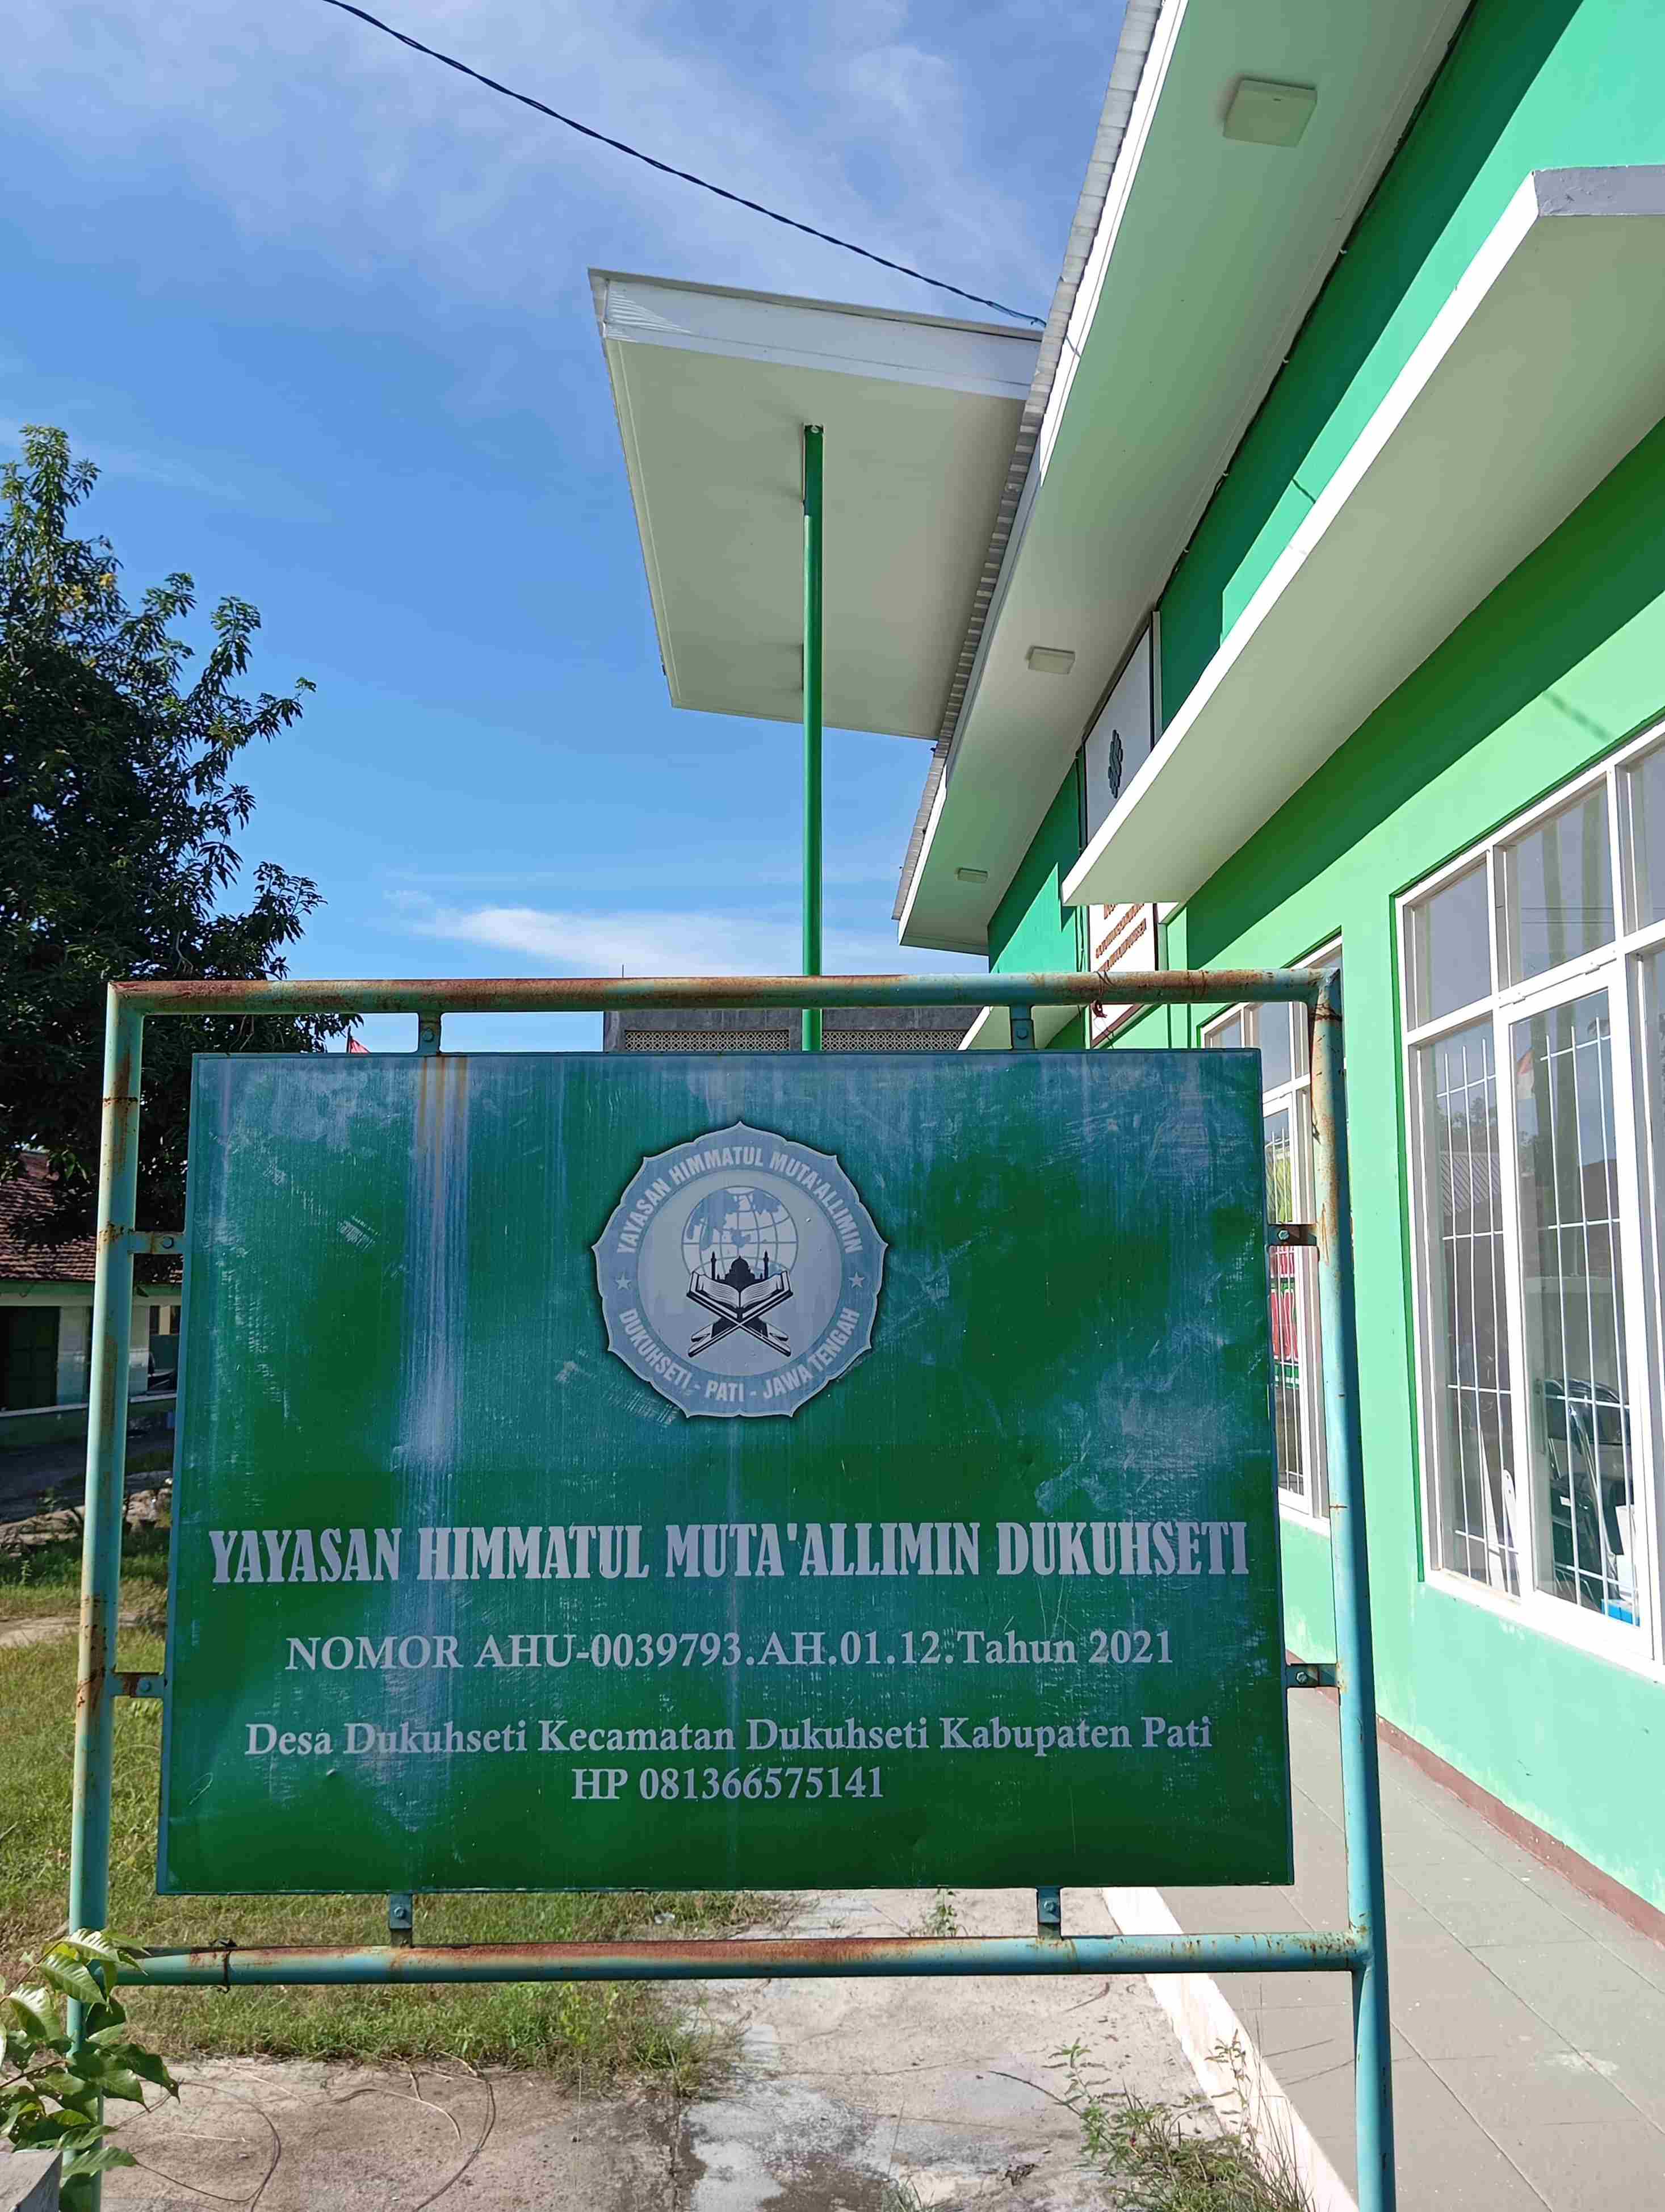 YAYASAN HIMMATUL MUTA'ALLIMIN
DUKUHSETI - PATI - JAWA TENGAH
YAYASAN HIMMATUL MUTA'ALLIMIN DUKUHSETI
NOMOR AHU-0039793.AH.01.12.Tahun 2021
Desa Dukuhseti Kecamatan Dukuhseti Kabupaten Pati
HP 081366575141